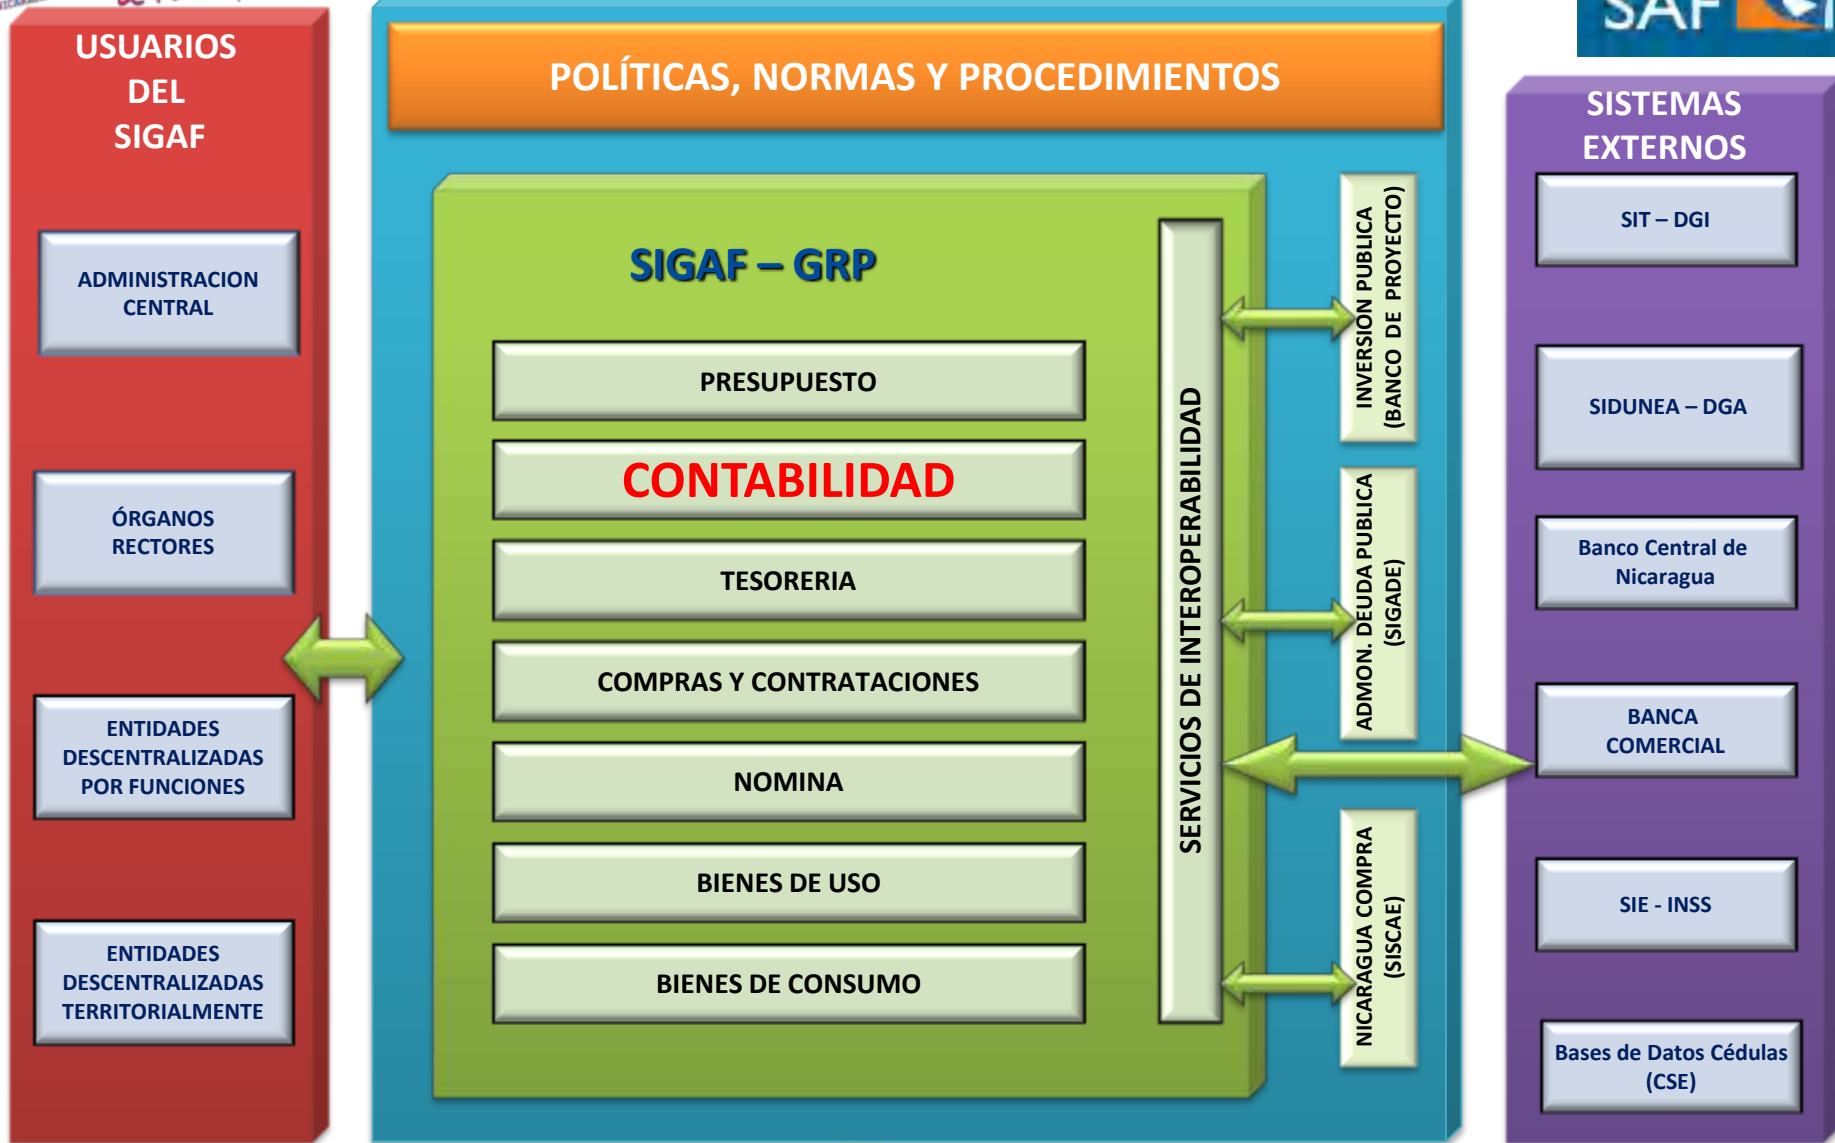 SAF
USUARIOS
DEL
SIGAF
ADMINISTRACION
CENTRAL
ÓRGANOS
RECTORES
ENTIDADES
DESCENTRALIZADAS
POR FUNCIONES
ENTIDADES
DESCENTRALIZADAS
TERRITORIALMENTE
POLÍTICAS, NORMAS Y PROCEDIMIENTOS
SIGAF – GRP
PRESUPUESTO
CONTABILIDAD
TESORERIA
COMPRAS Y CONTRATACIONES
NOMINA
BIENES DE USO
BIENES DE CONSUMO
SERVICIOS DE INTEROPERABILIDAD
INVERSION PUBLICA
(BANCO DE PROYECTO)
ADMON. DEUDA PUBLICA
(SIGADE)
NICARAGUA COMPRA
(SISCAE)
SISTEMAS
EXTERNOS
SIT – DGI
SIDUNEA – DGA
Banco Central de
Nicaragua
BANCA
COMERCIAL
SIE - INSS
Bases de Datos Cédulas
(CSE)